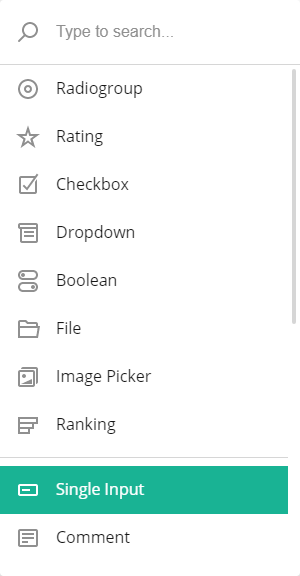 Type to search...
Radiogroup
Rating
Checkbox
Dropdown
Boolean
File
Image Picker
Ranking
Single Input
Comment